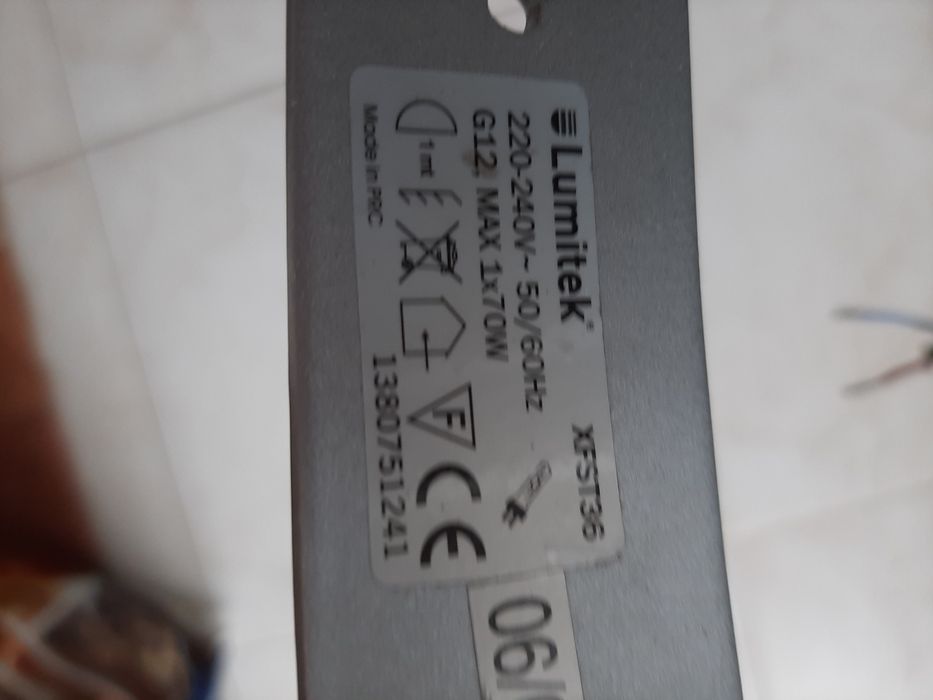 Lumitek® XFST36
220-240V~ 50/60Hz
G12, MAX 1x70W
1 mt F CE
Made in PRC 1380751241
06/